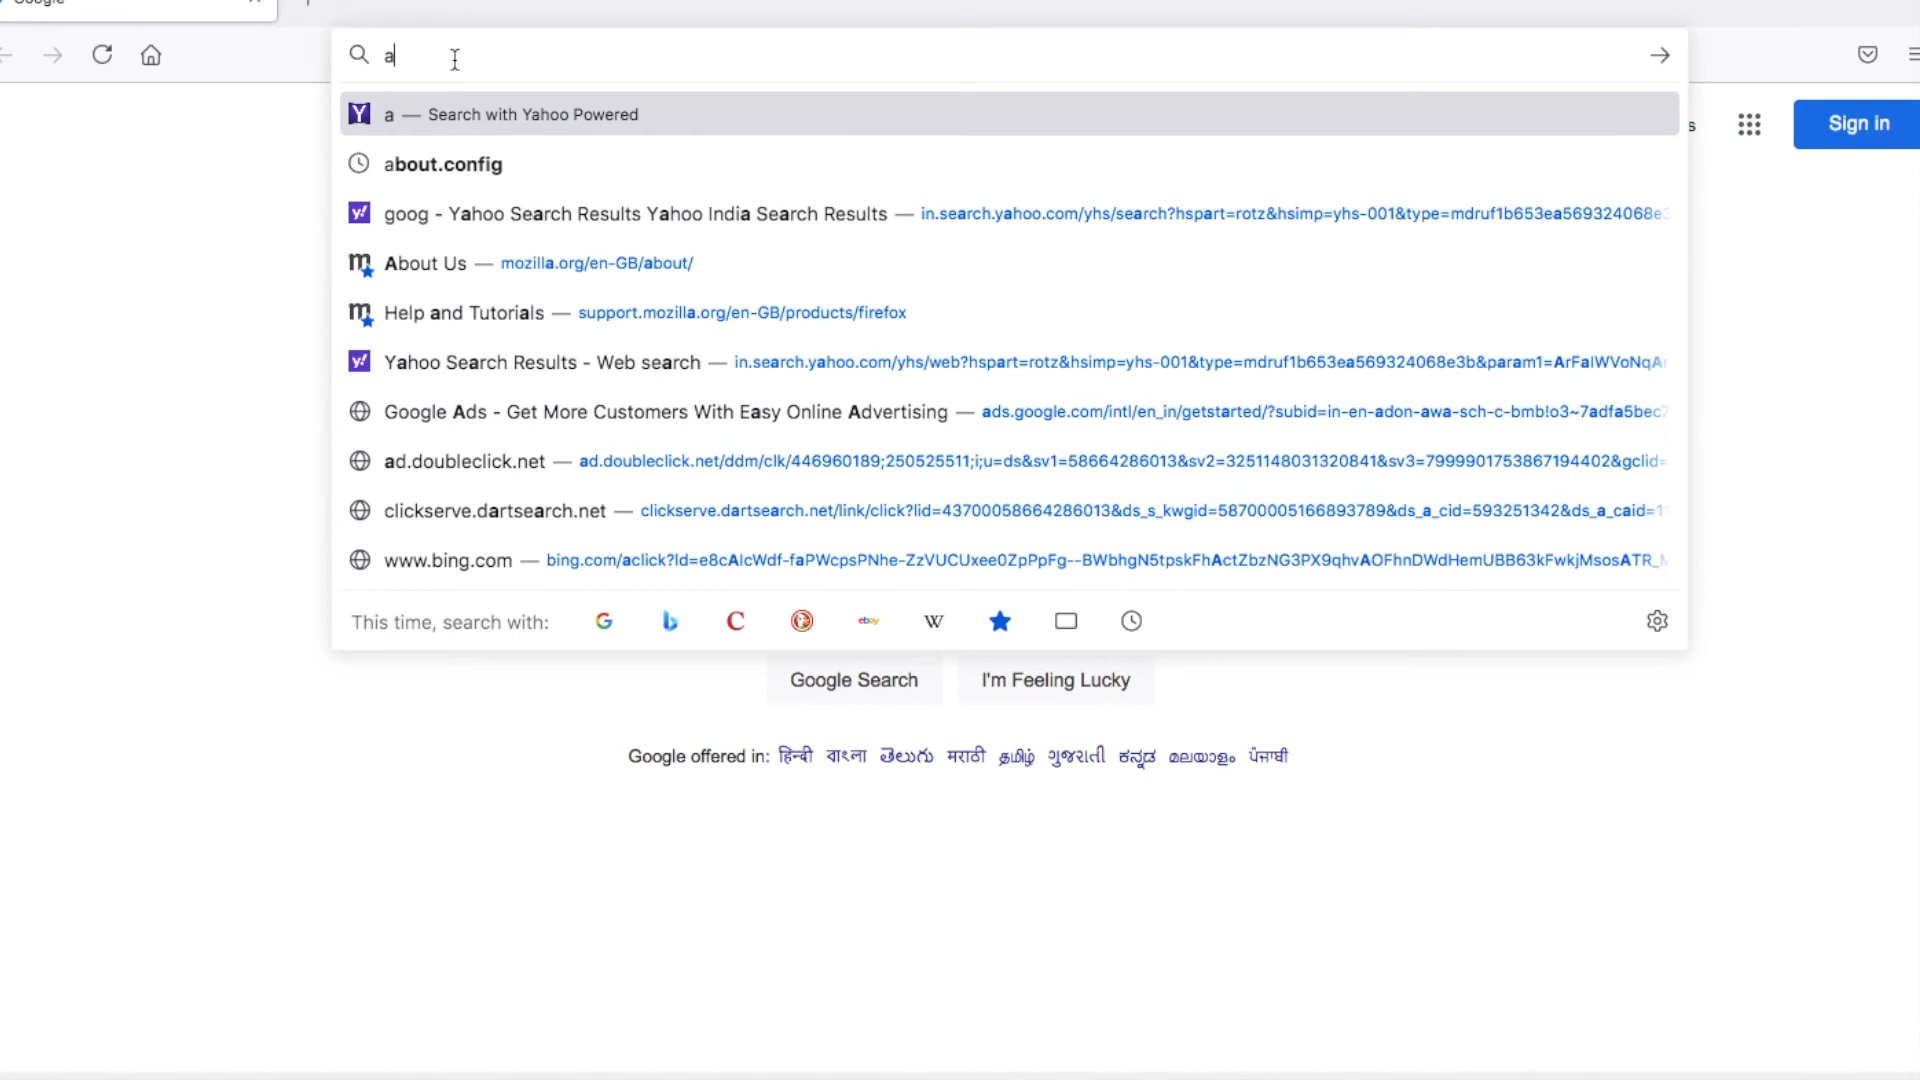 Google
a
a — Search with Yahoo Powered
about.config
goog - Yahoo Search Results Yahoo India Search Results — in.search.yahoo.com/yhs/search?hspart=rotz&hsimp=yhs-001&type=mdruf1b653ea569324068e3
About Us — mozilla.org/en-GB/about/
Help and Tutorials — support.mozilla.org/en-GB/products/firefox
Yahoo Search Results - Web search — in.search.yahoo.com/yhs/web?hspart=rotz&hsimp=yhs-001&type=mdruf1b653ea569324068e3b&param1=ArFaIWVoNqAr
Google Ads - Get More Customers With Easy Online Advertising — ads.google.com/intl/en_in/getstarted/?subid=in-en-adon-awa-sch-c-bmb!o3~7adfa5bec7
ad.doubleclick.net — ad.doubleclick.net/ddm/clk/446960189;250525511;i;u=ds&sv1=58664286013&sv2=3251148031320841&sv3=7999901753867194402&gclid=
clickserve.dartsearch.net — clickserve.dartsearch.net/link/click?lid=43700058664286013&ds_s_kwgid=58700005166893789&ds_a_cid=593251342&ds_a_caid=11
www.bing.com — bing.com/aclick?ld=e8cAlcWdf-faPWcpsPNhe-ZzVUCUxee0ZpPpFg--BWbhgN5tpskFhActZbzNG3PX9qhvAOFhnDWdHemUBB63kFwkjMsosATR_M
s
Sign in
This time, search with: G b C ebay W
Google Search I'm Feeling Lucky
Google offered in: हिन्दी বাংলা తెలుగు मराठी தமிழ் ગુજરાતી ಕನ್ನಡ മലയാളം ਪੰਜਾਬੀ